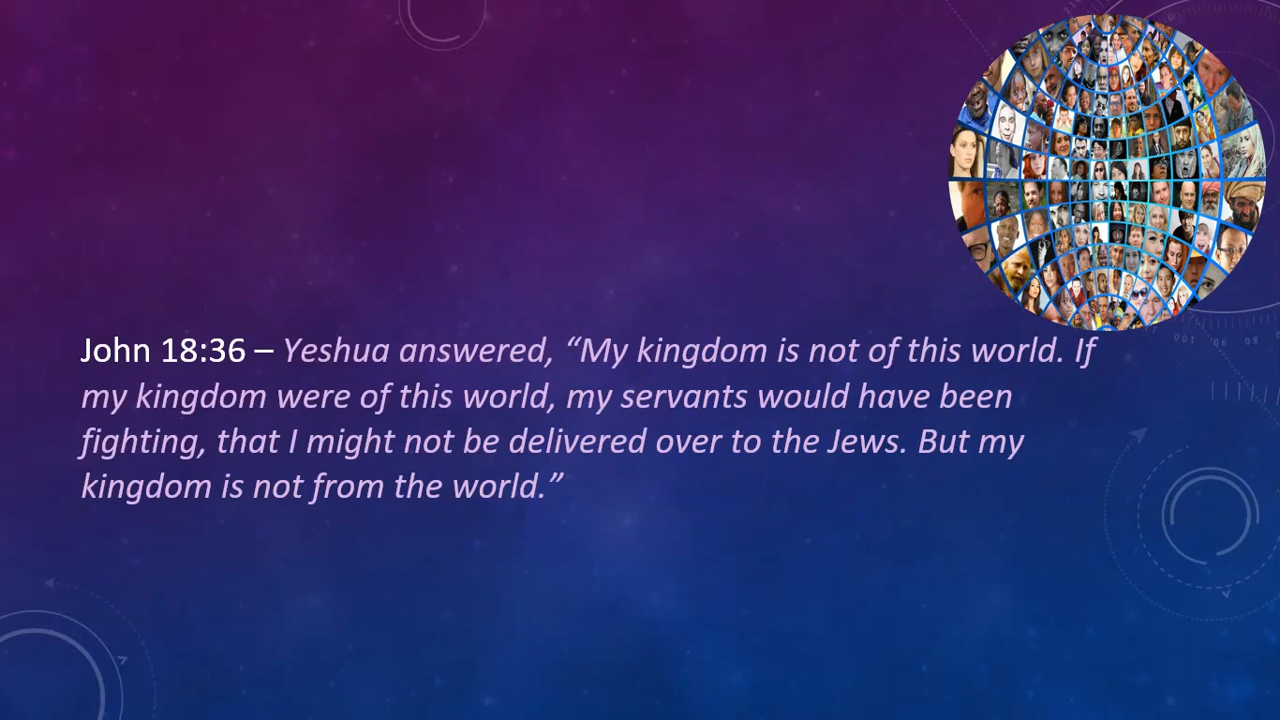 John 18:36 – Yeshua answered, “My kingdom is not of this world. If
my kingdom were of this world, my servants would have been
fighting, that I might not be delivered over to the Jews. But my
kingdom is not from the world.”